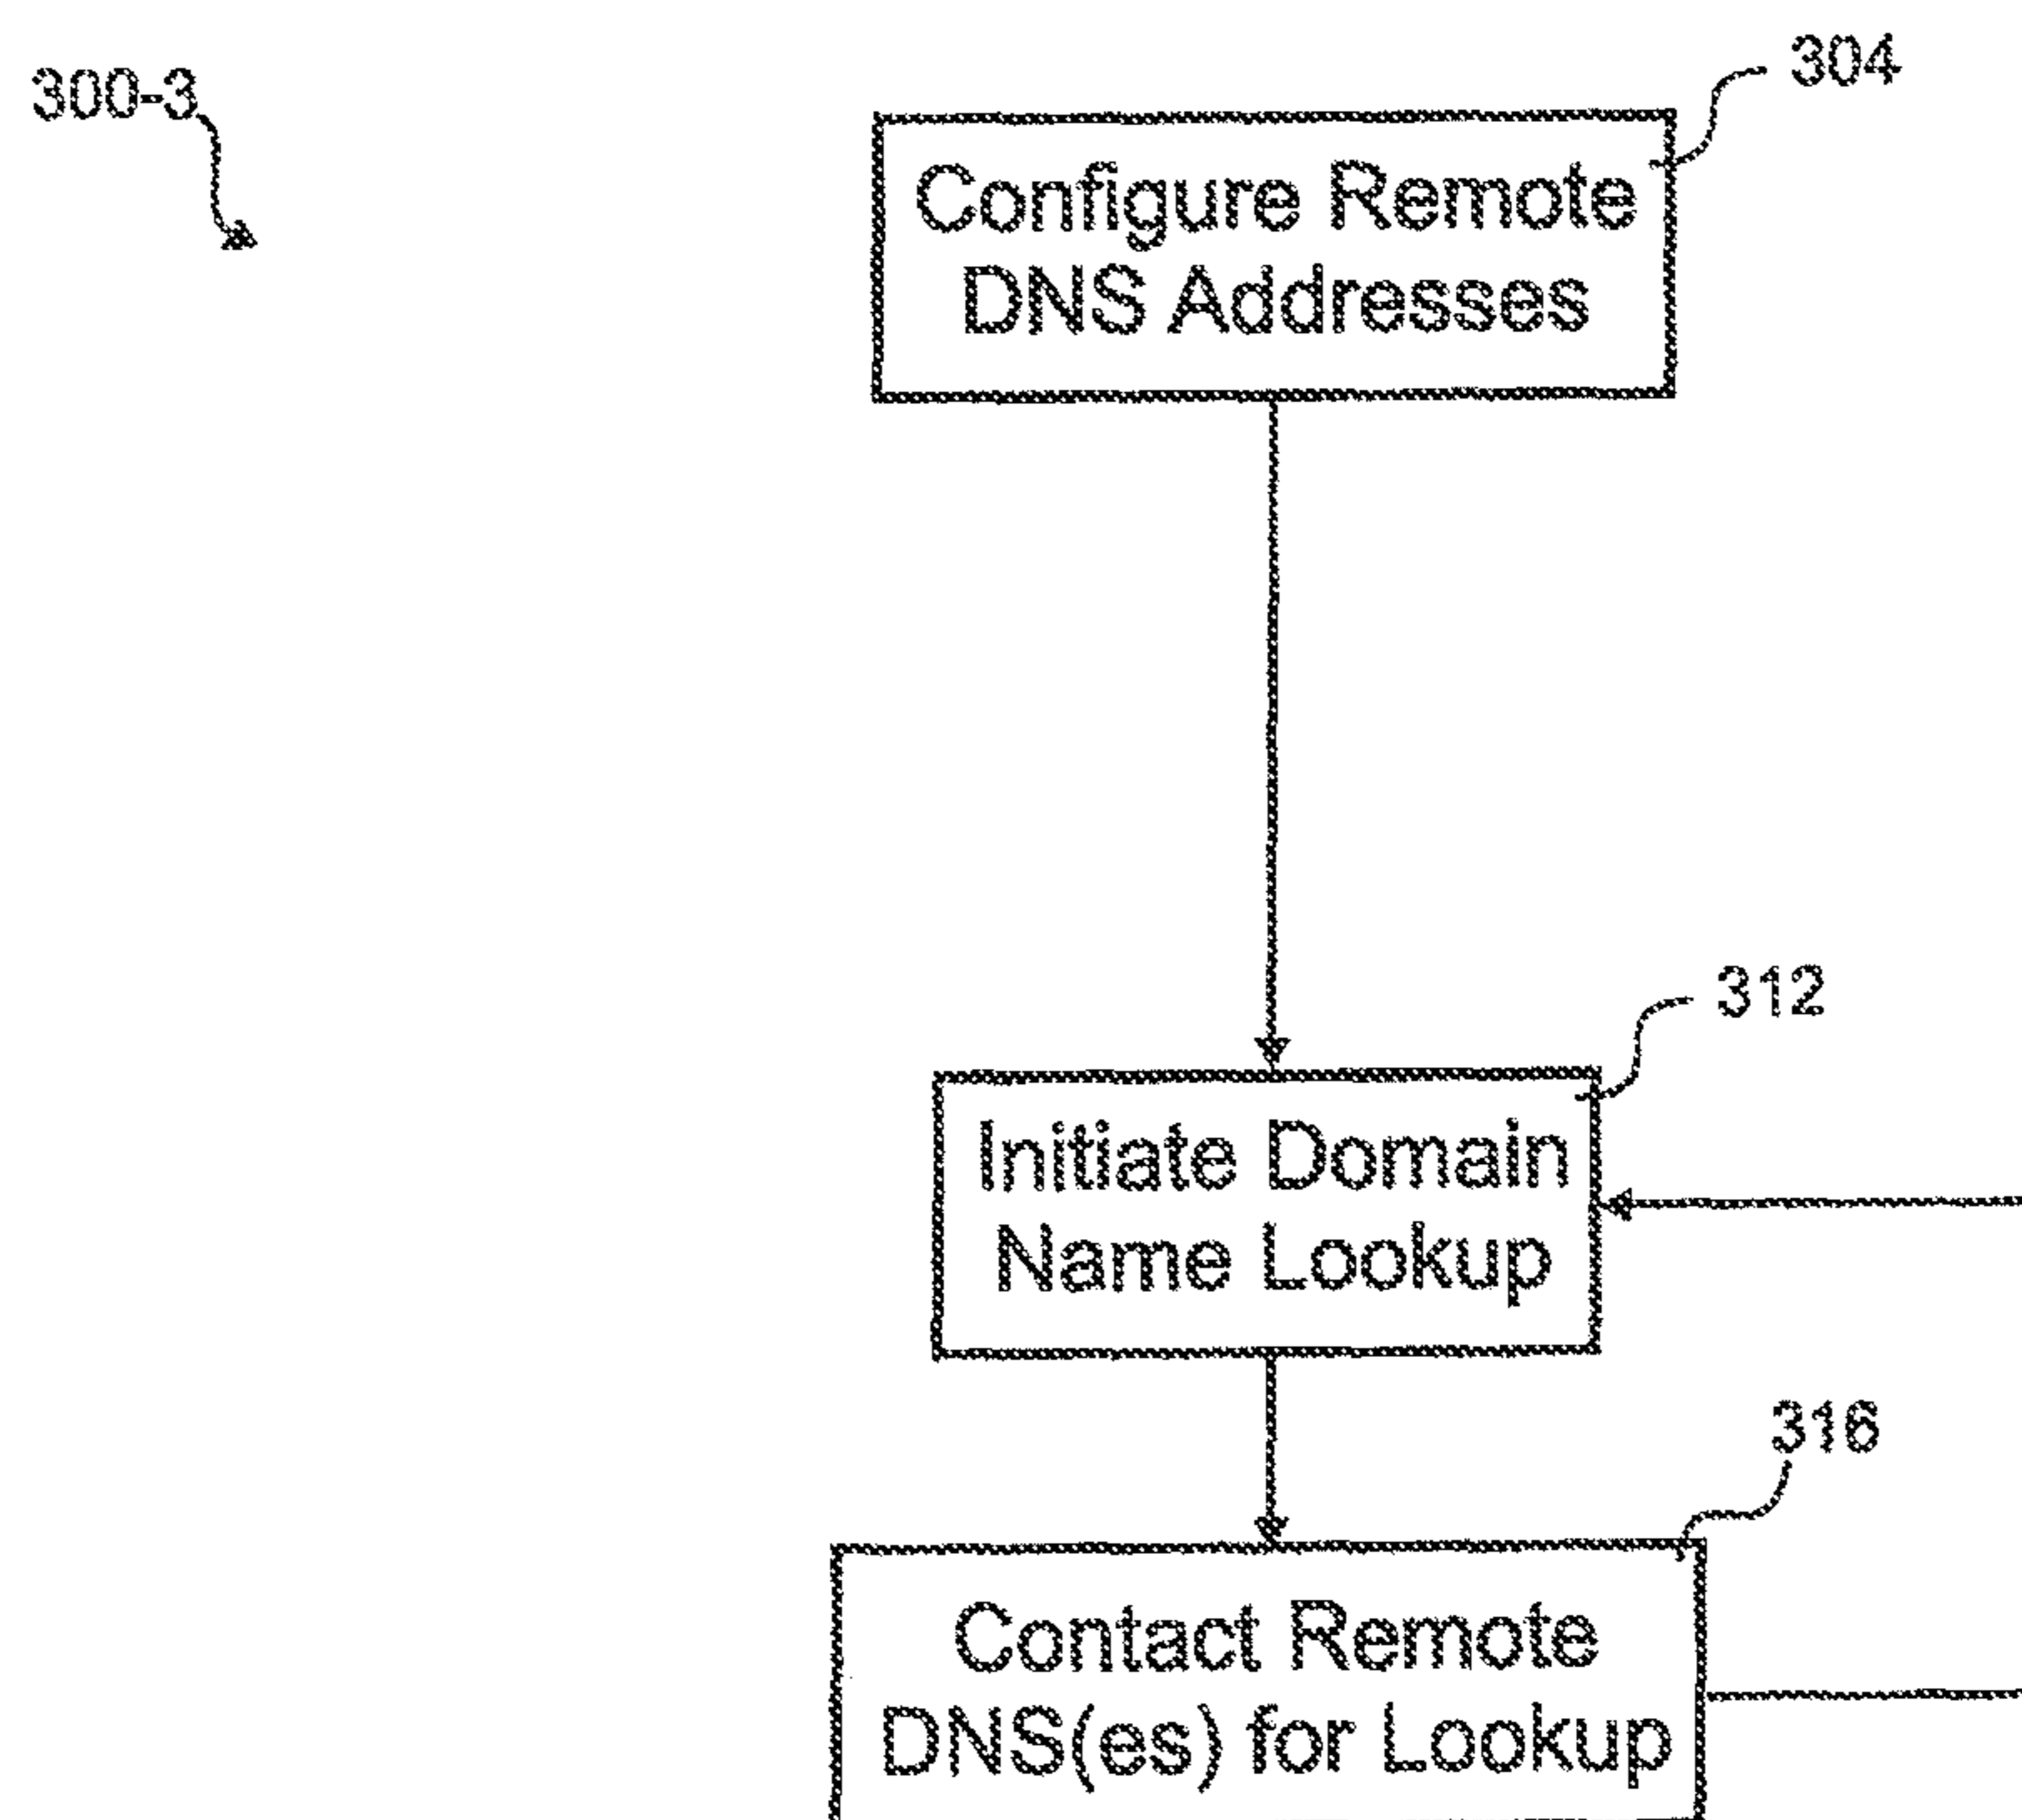 300-3
304
Configure Remote
DNS Addresses
312
Initiate Domain
Name Lookup
316
Contact Remote
DNS(es) for Lookup